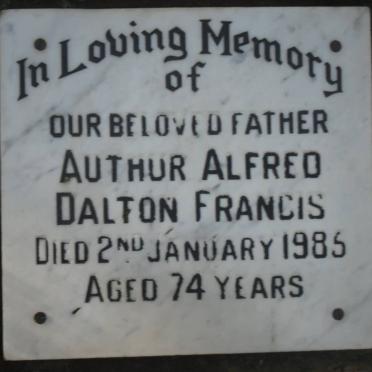 In Loving Memory
of
OUR BELOVED FATHER
AUTHUR ALFRED
DALTON FRANCIS
DIED 2ND JANUARY 1985
AGED 74 YEARS